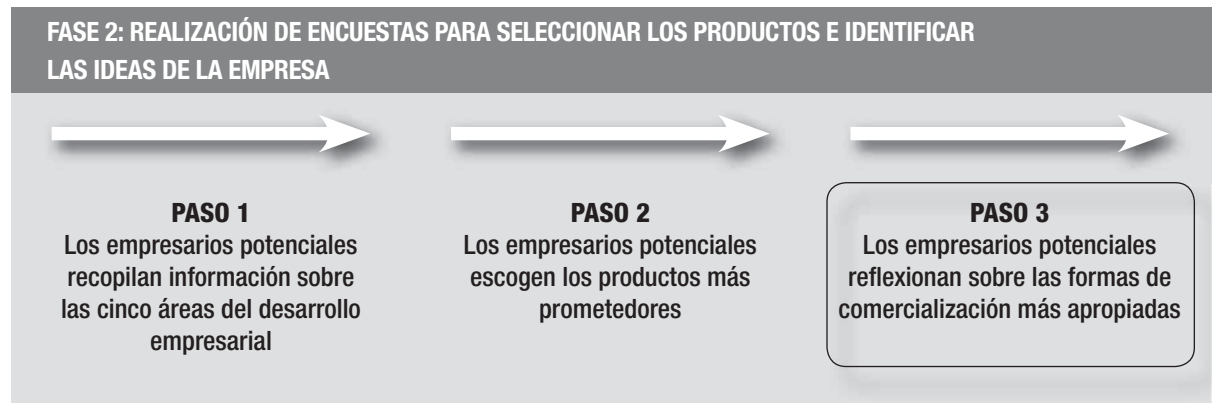 FASE 2: REALIZACIÓN DE ENCUESTAS PARA SELECCIONAR LOS PRODUCTOS E IDENTIFICAR
LAS IDEAS DE LA EMPRESA
PASO 1
Los empresarios potenciales
recopilan información sobre
las cinco áreas del desarrollo
empresarial
PASO 2
Los empresarios potenciales
escogen los productos más
prometedores
PASO 3
Los empresarios potenciales
reflexionan sobre las formas de
comercialización más apropiadas